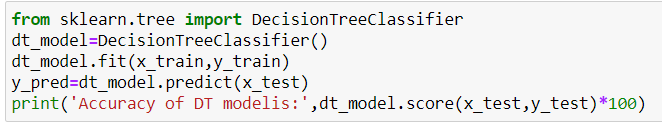 from sklearn.tree import DecisionTreeClassifier
dt_model=DecisionTreeClassifier()
dt_model.fit(x_train,y_train)
y_pred=dt_model.predict(x_test)
print('Accuracy of DT modelis:',dt_model.score(x_test,y_test)*100)